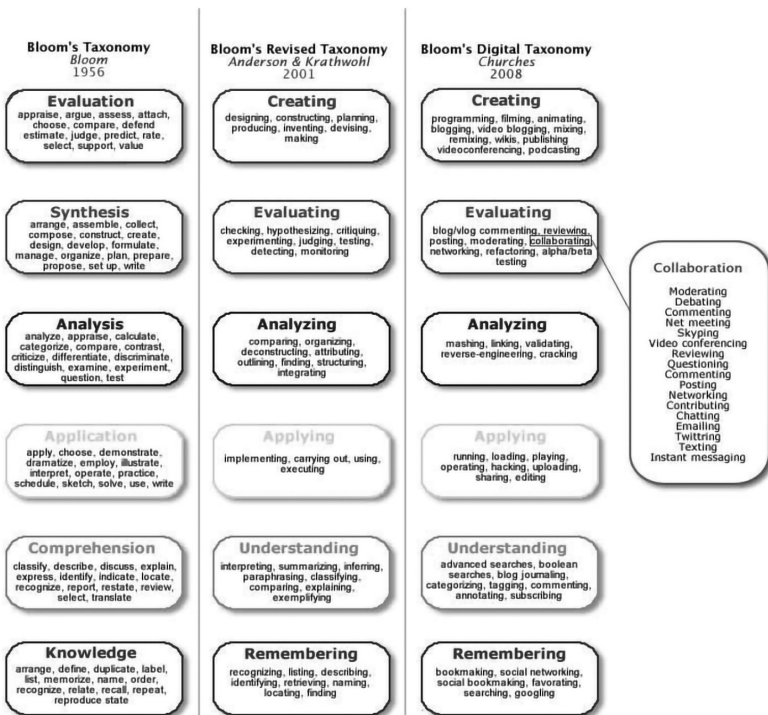 Bloom's Taxonomy
Bloom
1956
Evaluation
appraise, argue, assess, attach,
choose, compare, defend
estimate, judge, predict, rate,
select, support, value
Synthesis
arrange, assemble, collect,
compose, construct, create,
design, develop, formulate,
manage, organize, plan, prepare,
propose, set up, write
Analysis
analyze, appraise, calculate,
categorize, compare, contrast,
criticize, differentiate, discriminate,
distinguish, examine, experiment,
question, test
Application
apply, choose, demonstrate,
dramatize, employ, illustrate,
interpret, operate, practice,
schedule, sketch, solve, use, write
Comprehension
classify, describe, discuss, explain,
express, identify, indicate, locate,
recognize, report, restate, review,
select, translate
Knowledge
arrange, define, duplicate, label,
list, memorize, name, order,
recognize, relate, recall, repeat,
reproduce state
Bloom's Revised Taxonomy
Anderson & Krathwohl
2001
Creating
designing, constructing, planning,
producing, inventing, devising,
making
Evaluating
checking, hypothesizing, critiquing,
experimenting, judging, testing,
detecting, monitoring
Analyzing
comparing, organizing,
deconstructing, attributing,
outlining, finding, structuring,
integrating
Applying
implementing, carrying out, using,
executing
Understanding
interpreting, summarizing, inferring,
paraphrasing, classifying,
comparing, explaining,
exemplifying
Remembering
recognizing, listing, describing,
identifying, retrieving, naming,
locating, finding
Bloom's Digital Taxonomy
Churches
2008
Creating
programming, filming, animating,
blogging, video blogging, mixing,
remixing, wikis, publishing
videoconferencing, podcasting
Evaluating
blog/vlog commenting, reviewing,
posting, moderating, collaborating,
networking, refactoring, alpha/beta
testing
Analyzing
mashing, linking, validating,
reverse-engineering, cracking
Applying
running, loading, playing,
operating, hacking, uploading,
sharing, editing
Understanding
advanced searches, boolean
searches, blog journaling,
categorizing, tagging, commenting,
annotating, subscribing
Remembering
bookmaking, social networking,
social bookmaking, favorating,
searching, googling
Collaboration
Moderating
Debating
Commenting
Net meeting
Skyping
Video conferencing
Reviewing
Questioning
Commenting
Posting
Networking
Contributing
Chatting
Emailing
Twittring
Texting
Instant messaging